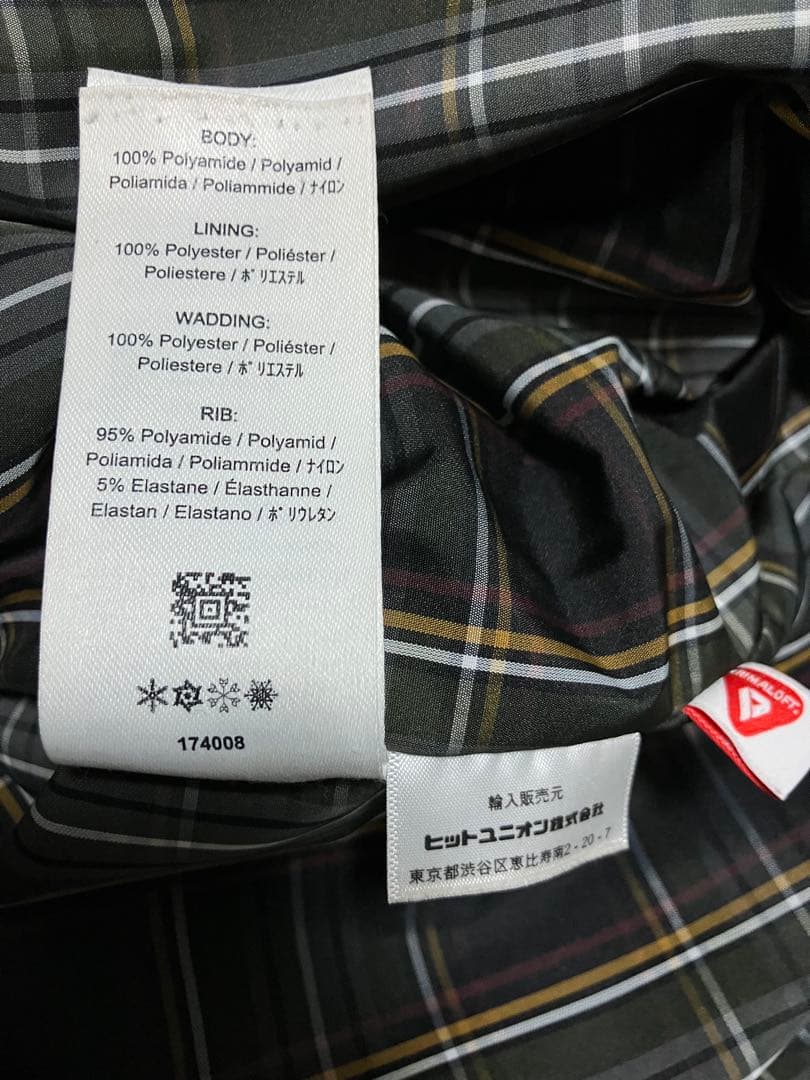 BODY:
100% Polyamide / Polyamid /
Poliamida / Poliammide / ﾅｲﾛﾝ
LINING:
100% Polyester / Poliéster /
Poliestere / ﾎﾟﾘｴｽﾃﾙ
WADDING:
100% Polyester / Poliéster /
Poliestere / ﾎﾟﾘｴｽﾃﾙ
RIB:
95% Polyamide / Polyamid /
Poliamida / Poliammide / ﾅｲﾛﾝ
5% Elastane / Élasthanne /
Elastan / Elastano / ﾎﾟﾘｳﾚﾀﾝ
174008
輸入販売元
ヒットユニオン株式会社
東京都渋谷区恵比寿南2-20-7
PRIMALOFT.